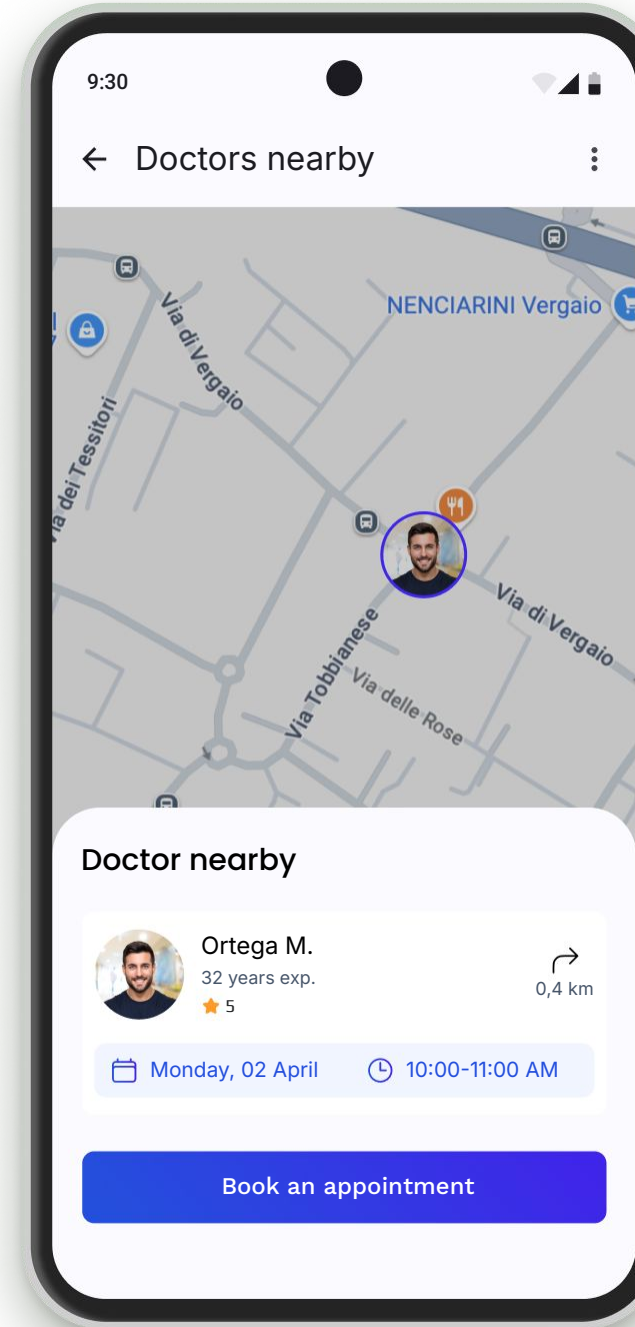 9:30
Doctors nearby
NENCIARINI Vergaio
Via di Vergaio
Via dei Tessitori
Via di Vergaio
Via Tobbianese
Via delle Rose
Doctor nearby
Ortega M.
32 years exp.
0,4 km
5
Monday, 02 April 10:00-11:00 AM
Book an appointment